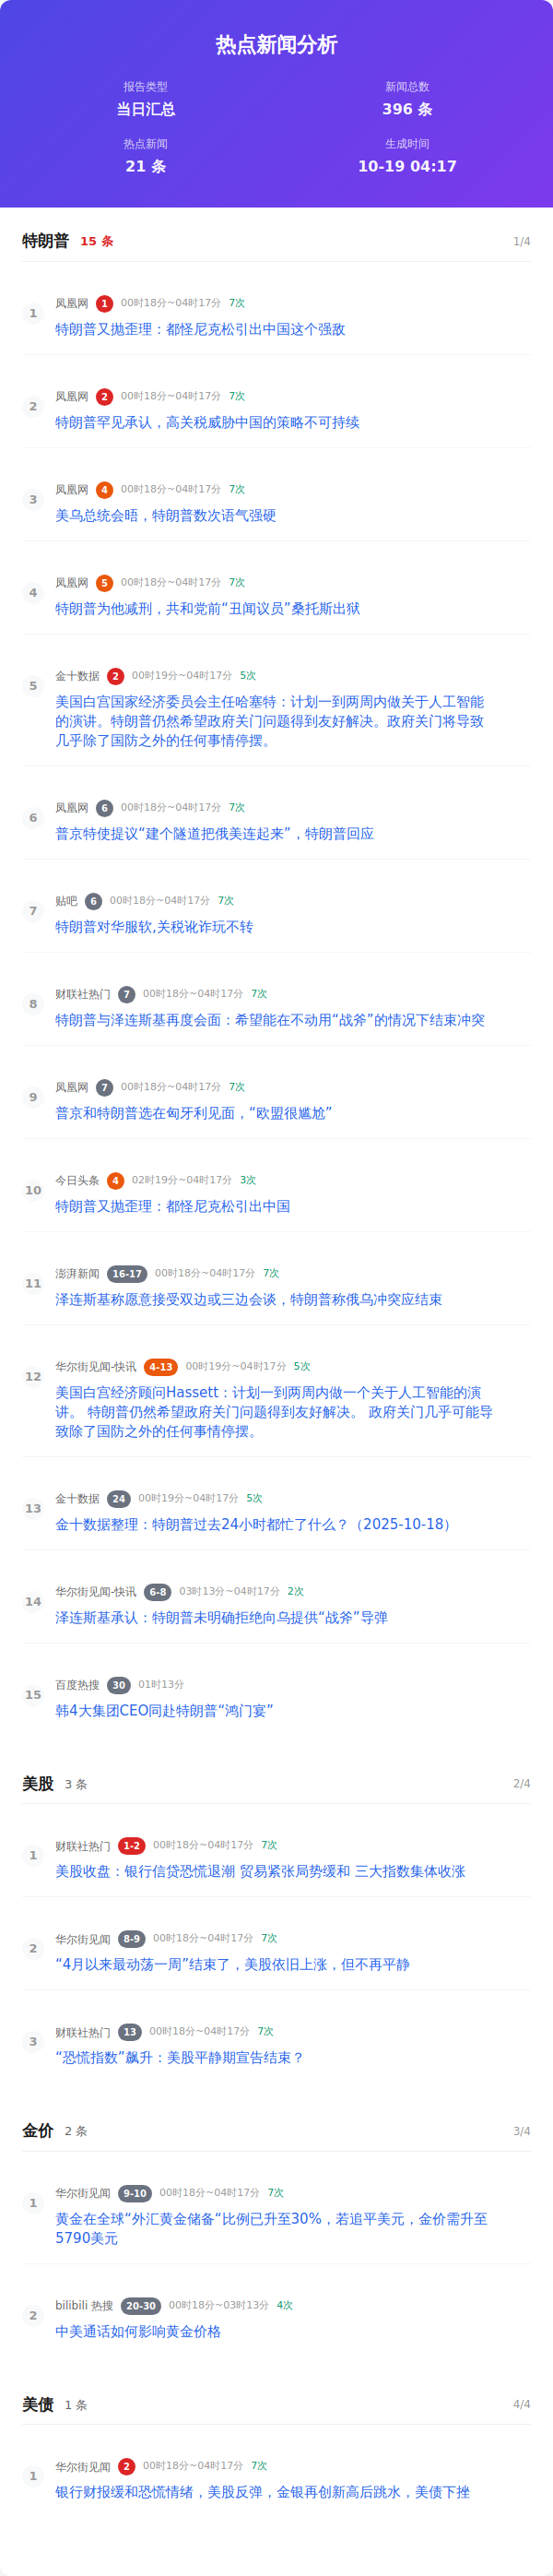 热点新闻分析
报告类型
新闻总数
当日汇总
396 条
热点新闻
生成时间
21 条
10-19 04:17
特朗普 15 条 1/4
1 凤凰网 1 00时18分~04时17分 7次
特朗普又抛歪理：都怪尼克松引出中国这个强敌
2 凤凰网 2 00时18分~04时17分 7次
特朗普罕见承认，高关税威胁中国的策略不可持续
3 凤凰网 4 00时18分~04时17分 7次
美乌总统会晤，特朗普数次语气强硬
4 凤凰网 5 00时18分~04时17分 7次
特朗普为他减刑，共和党前“丑闻议员”桑托斯出狱
5 金十数据 2 00时19分~04时17分 5次
美国白宫国家经济委员会主任哈塞特：计划一到两周内做关于人工智能
的演讲。特朗普仍然希望政府关门问题得到友好解决。政府关门将导致
几乎除了国防之外的任何事情停摆。
6 凤凰网 6 00时18分~04时17分 7次
普京特使提议“建个隧道把俄美连起来”，特朗普回应
7 贴吧 6 00时18分~04时17分 7次
特朗普对华服软,关税讹诈玩不转
8 财联社热门 7 00时18分~04时17分 7次
特朗普与泽连斯基再度会面：希望能在不动用“战斧”的情况下结束冲突
9 凤凰网 7 00时18分~04时17分 7次
普京和特朗普选在匈牙利见面，“欧盟很尴尬”
10 今日头条 4 02时19分~04时17分 3次
特朗普又抛歪理：都怪尼克松引出中国
11 澎湃新闻 16-17 00时18分~04时17分 7次
泽连斯基称愿意接受双边或三边会谈，特朗普称俄乌冲突应结束
12 华尔街见闻-快讯 4-13 00时19分~04时17分 5次
美国白宫经济顾问Hassett：计划一到两周内做一个关于人工智能的演
讲。 特朗普仍然希望政府关门问题得到友好解决。 政府关门几乎可能导
致除了国防之外的任何事情停摆。
13 金十数据 24 00时19分~04时17分 5次
金十数据整理：特朗普过去24小时都忙了什么？（2025-10-18）
14 华尔街见闻-快讯 6-8 03时13分~04时17分 2次
泽连斯基承认：特朗普未明确拒绝向乌提供“战斧”导弹
15 百度热搜 30 01时13分
韩4大集团CEO同赴特朗普“鸿门宴”
美股 3 条 2/4
1 财联社热门 1-2 00时18分~04时17分 7次
美股收盘：银行信贷恐慌退潮 贸易紧张局势缓和 三大指数集体收涨
2 华尔街见闻 8-9 00时18分~04时17分 7次
“4月以来最动荡一周”结束了，美股依旧上涨，但不再平静
3 财联社热门 13 00时18分~04时17分 7次
“恐慌指数”飙升：美股平静期宣告结束？
金价 2 条 3/4
1 华尔街见闻 9-10 00时18分~04时17分 7次
黄金在全球“外汇黄金储备“比例已升至30%，若追平美元，金价需升至
5790美元
2 bilibili 热搜 20-30 00时18分~03时13分 4次
中美通话如何影响黄金价格
美债 1 条 4/4
1 华尔街见闻 2 00时18分~04时17分 7次
银行财报缓和恐慌情绪，美股反弹，金银再创新高后跳水，美债下挫